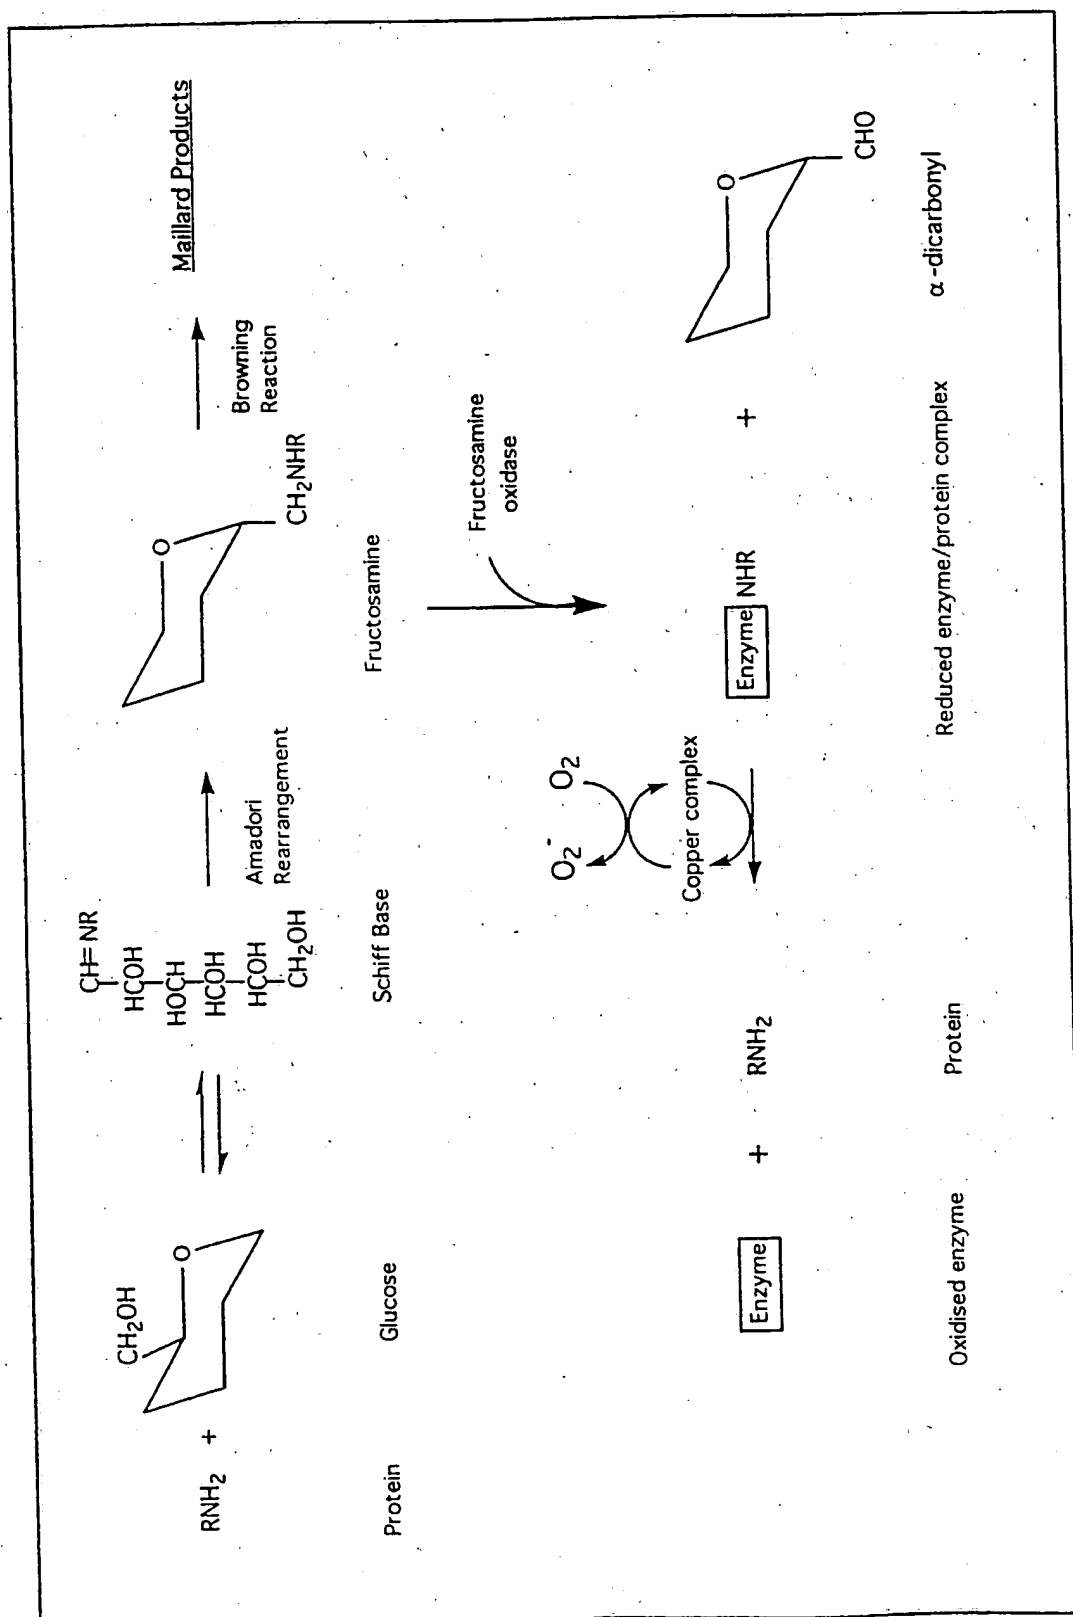 RNH2 +
CH2OH
O
Protein
Glucose
CH=NR
HCOH
HOCH
HCOH
HCOH
CH2OH
Schiff Base
Amadori
Rearrangement
O
CH2NHR
Fructosamine
Browning
Reaction
Maillard Products
Fructosamine
oxidase
Enzyme + RNH2
Oxidised enzyme
Protein
O2-
O2
Copper complex
Enzyme NHR
+
O
CHO
Reduced enzyme/protein complex
α-dicarbonyl